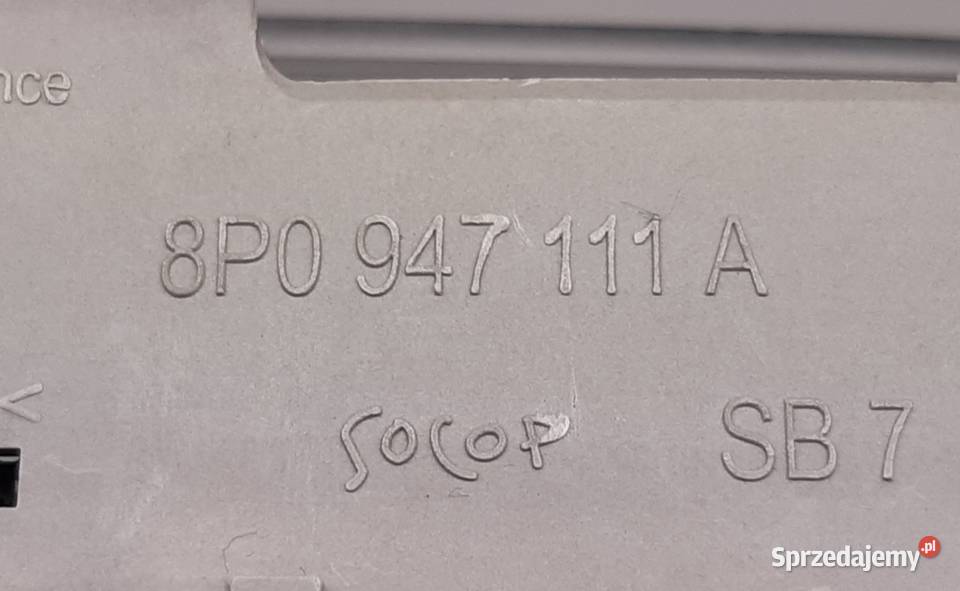 nce
8P0 947 111 A
<
SOCOP SB 7
Sprzedajemy.pl